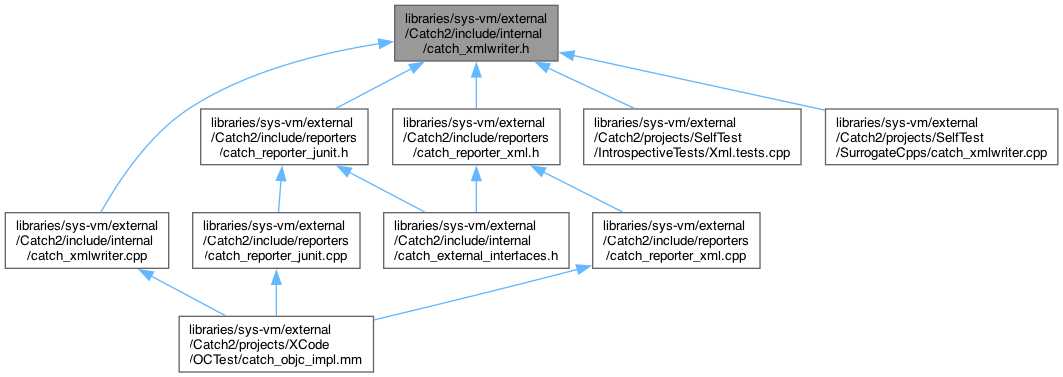 libraries/sys-vm/external
/Catch2/include/internal
/catch_xmlwriter.h
libraries/sys-vm/external
/Catch2/include/reporters
/catch_reporter_junit.h
libraries/sys-vm/external
/Catch2/include/reporters
/catch_reporter_xml.h
libraries/sys-vm/external
/Catch2/projects/SelfTest
/IntrospectiveTests/Xml.tests.cpp
libraries/sys-vm/external
/Catch2/projects/SelfTest
/SurrogateCpps/catch_xmlwriter.cpp
libraries/sys-vm/external
/Catch2/include/internal
/catch_xmlwriter.cpp
libraries/sys-vm/external
/Catch2/include/reporters
/catch_reporter_junit.cpp
libraries/sys-vm/external
/Catch2/include/internal
/catch_external_interfaces.h
libraries/sys-vm/external
/Catch2/include/reporters
/catch_reporter_xml.cpp
libraries/sys-vm/external
/Catch2/projects/XCode
/OCTest/catch_objc_impl.mm